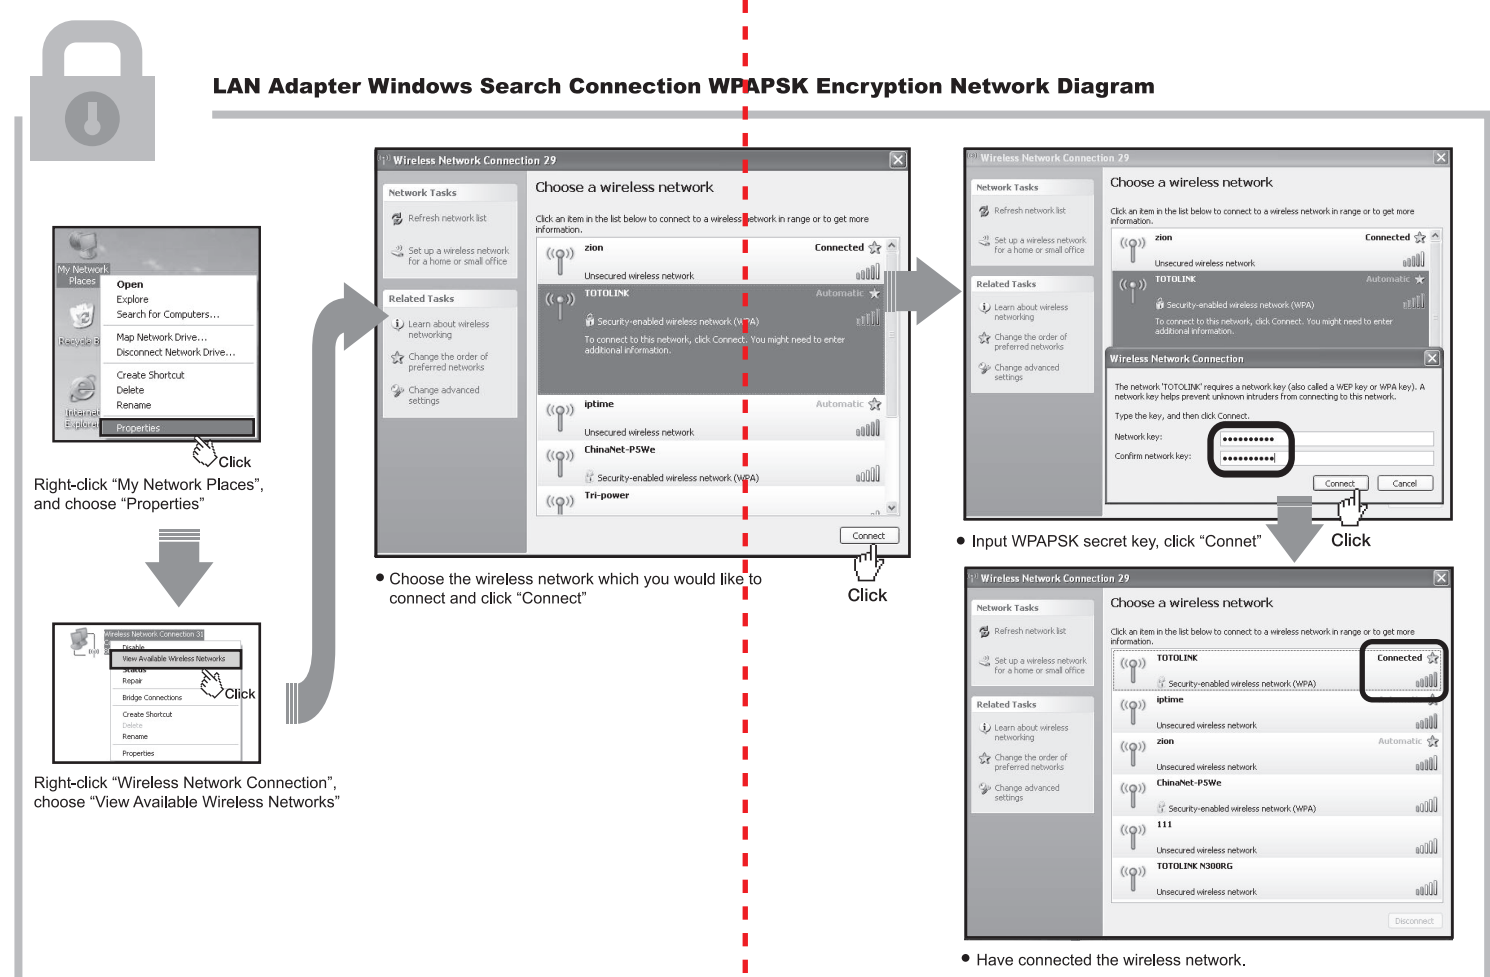 LAN Adapter Windows Search Connection WPAPSK Encryption Network Diagram
My Network
Places
Open
Explore
Search for Computers...
Map Network Drive...
Disconnect Network Drive...
Create Shortcut
Delete
Rename
Properties
Recycle B
Internet
Explorer
Click
Right-click “My Network Places”,
and choose “Properties”
Wireless Network Connection 31
Disable
View Available Wireless Networks
Status
Repair
Bridge Connections
Create Shortcut
Delete
Rename
Properties
Click
Right-click “Wireless Network Connection”,
choose “View Available Wireless Networks”
Wireless Network Connection 29
Network Tasks
Refresh network list
Set up a wireless network
for a home or small office
Related Tasks
Learn about wireless
networking
Change the order of
preferred networks
Change advanced
settings
Choose a wireless network
Click an item in the list below to connect to a wireless network in range or to get more
information.
zion Connected
Unsecured wireless network
TOTOLINK Automatic
Security-enabled wireless network (WPA)
To connect to this network, click Connect. You might need to enter
additional information.
iptime Automatic
Unsecured wireless network
ChinaNet-P5We
Security-enabled wireless network (WPA)
Tri-power
Connect
Click
Choose the wireless network which you would like to
connect and click “Connect”
Wireless Network Connection 29
Network Tasks
Refresh network list
Set up a wireless network
for a home or small office
Related Tasks
Learn about wireless
networking
Change the order of
preferred networks
Change advanced
settings
Choose a wireless network
Click an item in the list below to connect to a wireless network in range or to get more
information.
zion Connected
Unsecured wireless network
TOTOLINK Automatic
Security-enabled wireless network (WPA)
To connect to this network, click Connect. You might need to enter
additional information.
Wireless Network Connection
The network 'TOTOLINK' requires a network key (also called a WEP key or WPA key). A
network key helps prevent unknown intruders from connecting to this network.
Type the key, and then click Connect.
Network key:
Confirm network key:
Connect Cancel
Click
Input WPAPSK secret key, click “Connet”
Wireless Network Connection 29
Network Tasks
Refresh network list
Set up a wireless network
for a home or small office
Related Tasks
Learn about wireless
networking
Change the order of
preferred networks
Change advanced
settings
Choose a wireless network
Click an item in the list below to connect to a wireless network in range or to get more
information.
TOTOLINK Connected
Security-enabled wireless network (WPA)
iptime
Unsecured wireless network
zion Automatic
Unsecured wireless network
ChinaNet-P5We
Security-enabled wireless network (WPA)
111
Unsecured wireless network
TOTOLINK N300RG
Unsecured wireless network
Disconnect
Have connected the wireless network.